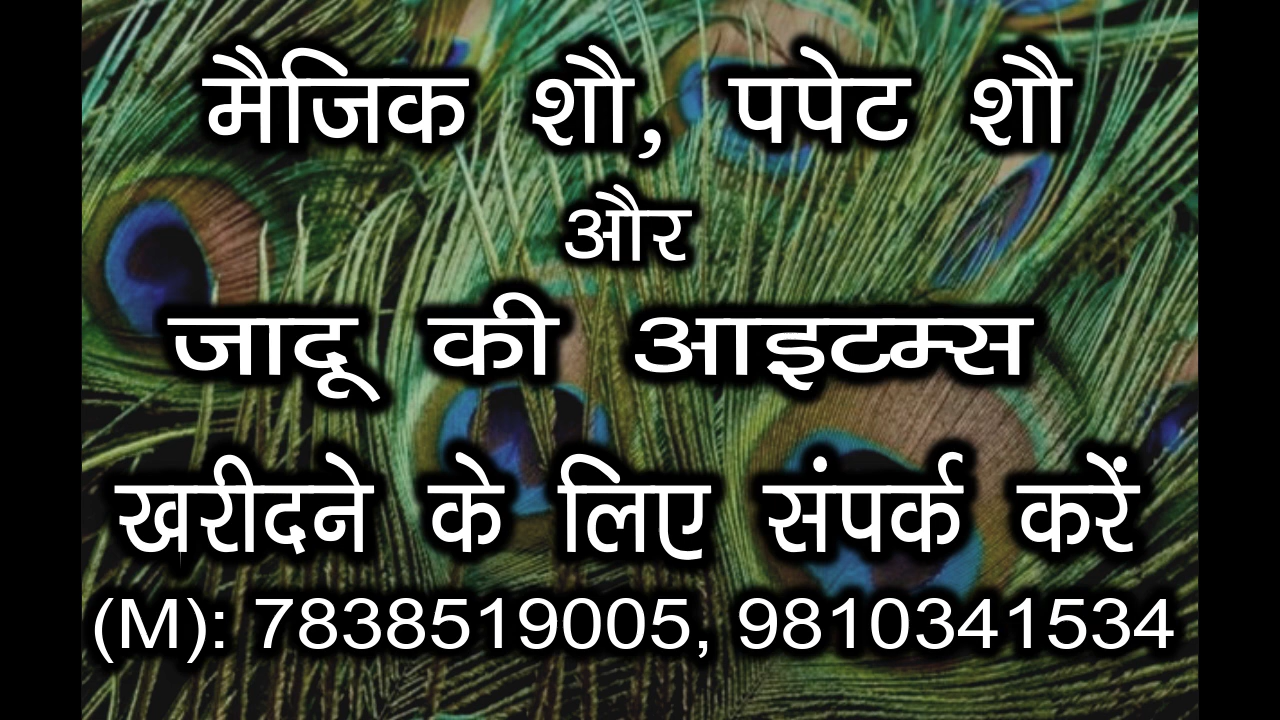 मैजिक शौ, पपेट शौ
और
जादू की आइटम्स
खरीदने के लिए संपर्क करें
(M): 7838519005, 9810341534